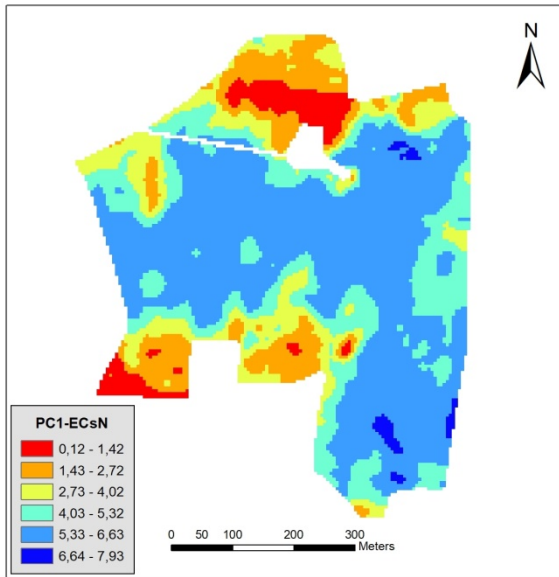 N
PC1-ECsN
0,12 - 1,42
1,43 - 2,72
2,73 - 4,02
4,03 - 5,32
5,33 - 6,63
6,64 - 7,93
0 50 100 200 300
Meters